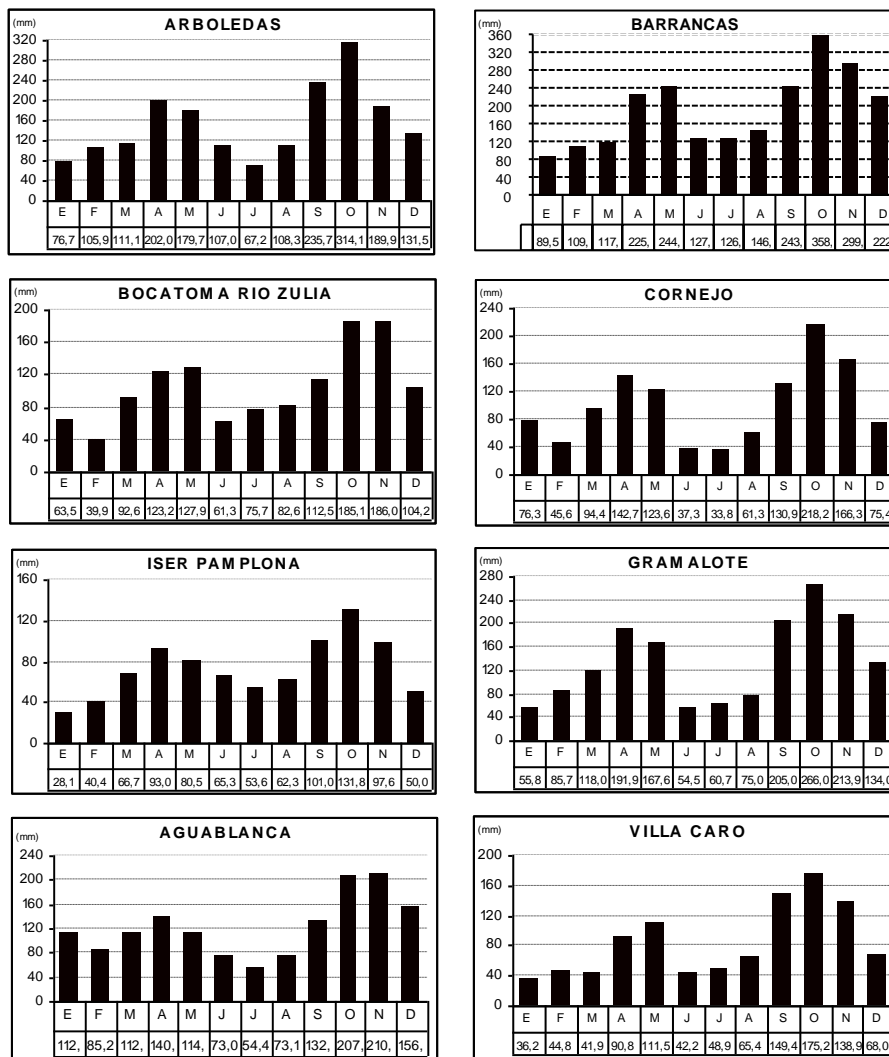 ARBOLEDAS
(mm)
320
280
240
200
160
120
80
40
0
E F M A M J J A S O N D
76,7 105,9 111,1 202,0 179,7 107,0 67,2 108,3 235,7 314,1 189,9 131,5
BARRANCAS
(mm)
360
320
280
240
200
160
120
80
40
0
E F M A M J J A S O N D
89,5 109, 117, 225, 244, 127, 126, 146, 243, 358, 299, 222
BOCATOMA RIO ZULIA
(mm)
200
160
120
80
40
0
E F M A M J J A S O N D
63,5 39,9 92,6 123,2 127,9 61,3 75,7 82,6 112,5 185,1 186,0 104,2
CORNEJO
(mm)
240
200
160
120
80
40
0
E F M A M J J A S O N D
76,3 45,6 94,4 142,7 123,6 37,3 33,8 61,3 130,9 218,2 166,3 75,4
ISER PAMPLONA
(mm)
160
120
80
40
0
E F M A M J J A S O N D
28,1 40,4 66,7 93,0 80,5 65,3 53,6 62,3 101,0 131,8 97,6 50,0
GRAMALOTE
(mm)
280
240
200
160
120
80
40
0
E F M A M J J A S O N D
55,8 85,7 118,0 191,9 167,6 54,5 60,7 75,0 205,0 266,0 213,9 134,0
AGUABLANCA
(mm)
240
200
160
120
80
40
0
E F M A M J J A S O N D
112, 85,2 112, 140, 114, 73,0 54,4 73,1 132, 207, 210, 156,
VILLA CARO
(mm)
200
160
120
80
40
0
E F M A M J J A S O N D
36,2 44,8 41,9 90,8 111,5 42,2 48,9 65,4 149,4 175,2 138,9 68,0